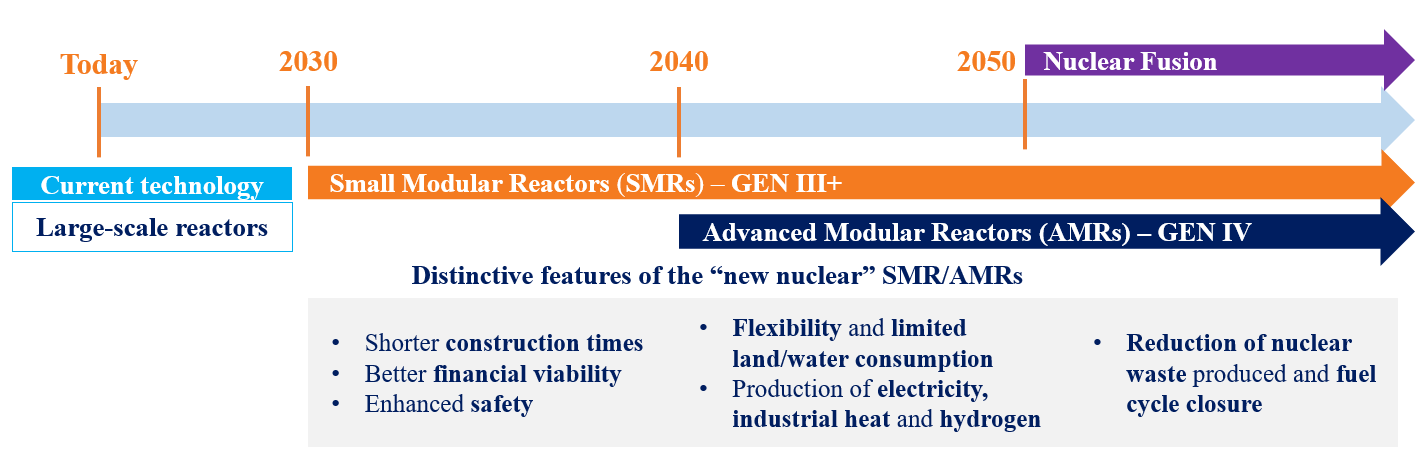 Today
2030
2040
2050
Nuclear Fusion
Current technology
Large-scale reactors
Small Modular Reactors (SMRs) – GEN III+
Advanced Modular Reactors (AMRs) – GEN IV
Distinctive features of the “new nuclear” SMR/AMRs
• Shorter construction times
• Better financial viability
• Enhanced safety
• Flexibility and limited
land/water consumption
• Production of electricity,
industrial heat and hydrogen
• Reduction of nuclear
waste produced and fuel
cycle closure